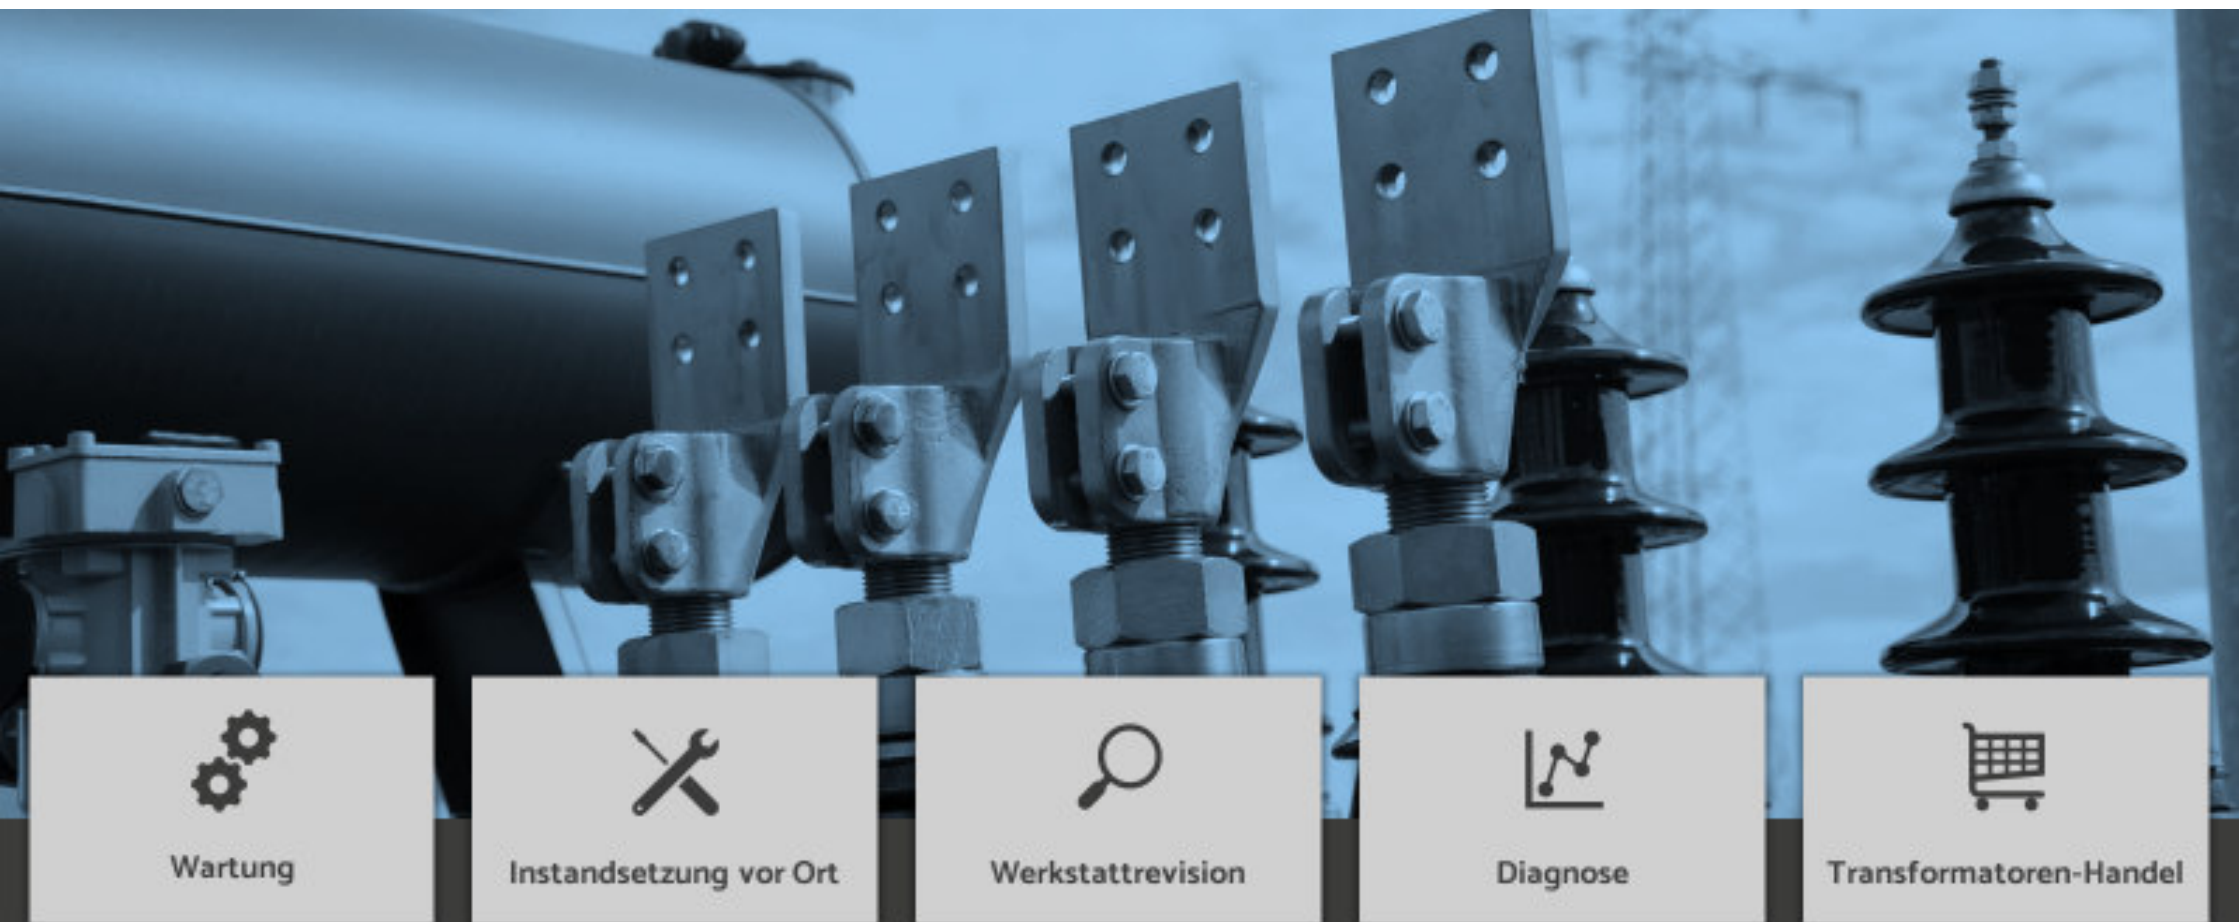 Wartung
Instandsetzung vor Ort
Werkstattrevision
Diagnose
Transformatoren-Handel